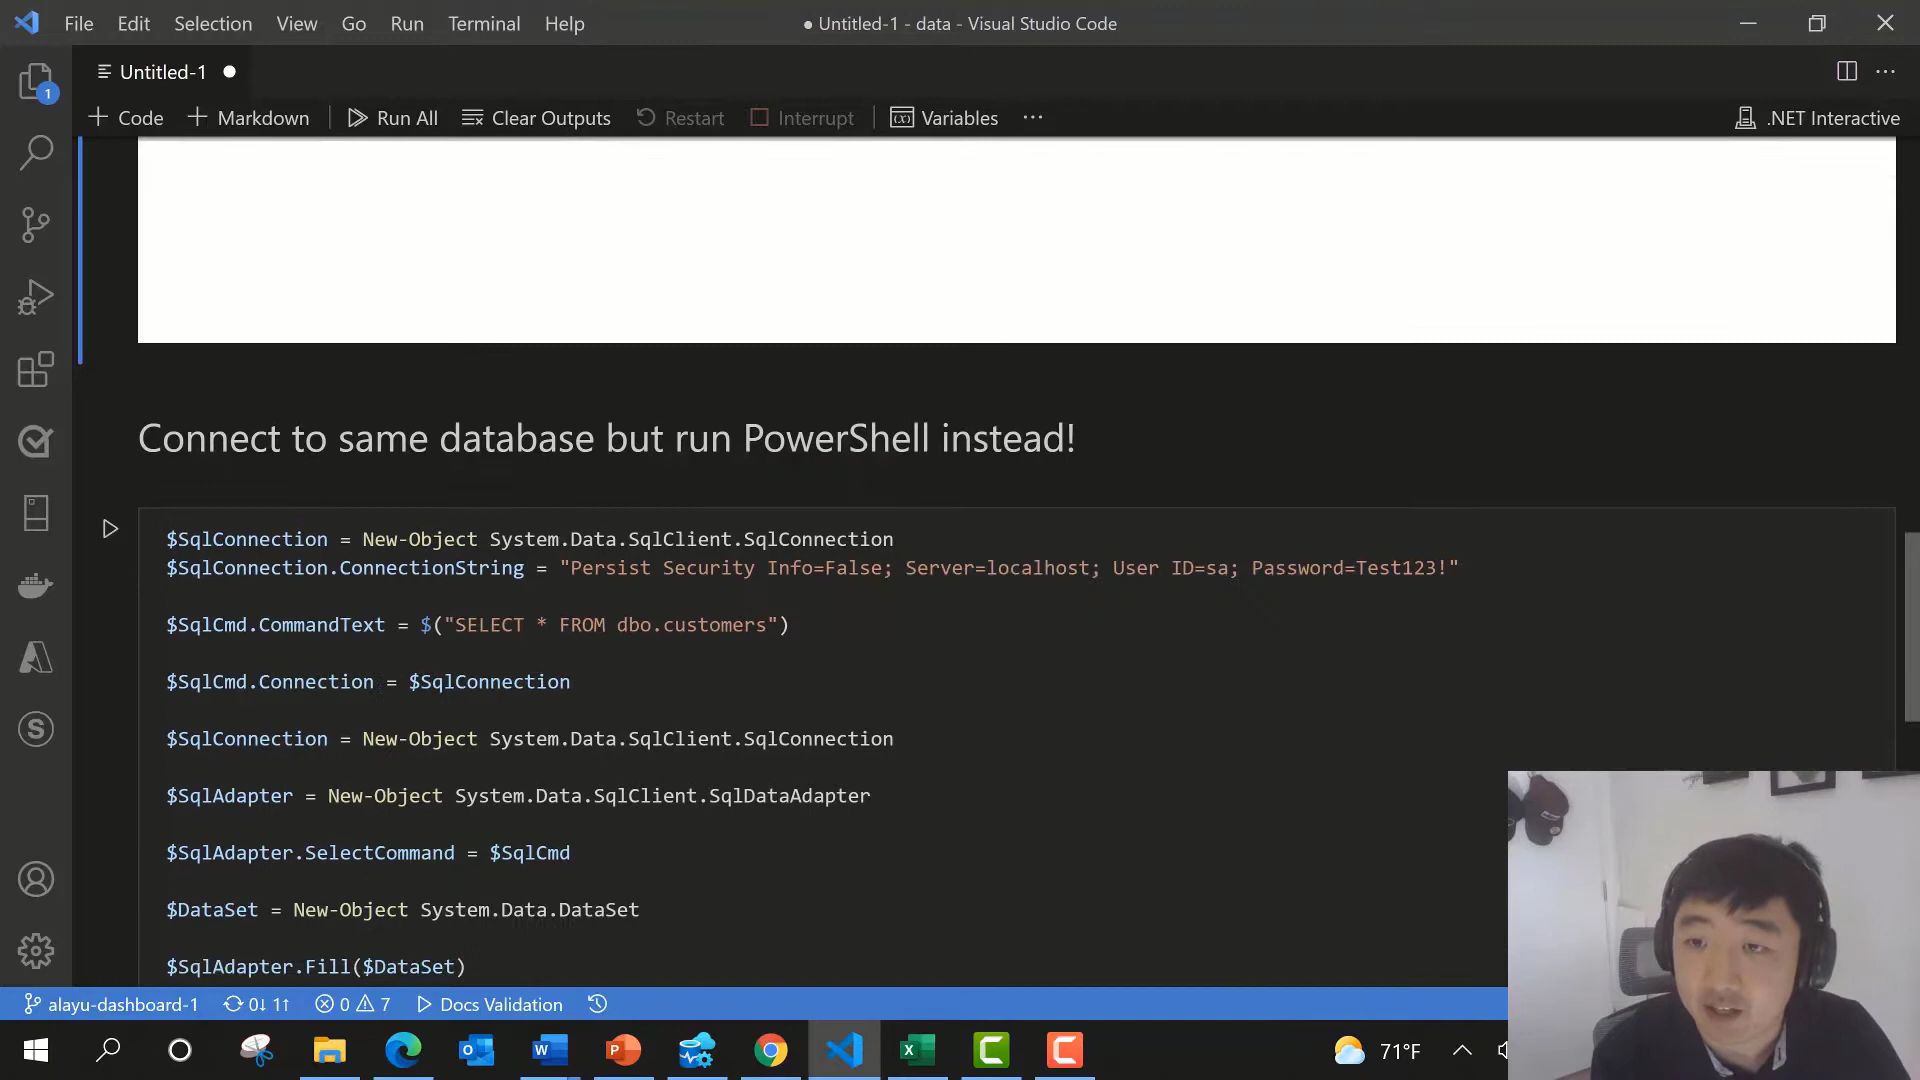 File Edit Selection View Go Run Terminal Help
● Untitled-1 - data - Visual Studio Code
Untitled-1
1
Code Markdown Run All Clear Outputs Restart Interrupt Variables ...
.NET Interactive
Connect to same database but run PowerShell instead!
$SqlConnection = New-Object System.Data.SqlClient.SqlConnection
$SqlConnection.ConnectionString = "Persist Security Info=False; Server=localhost; User ID=sa; Password=Test123!"
$SqlCmd.CommandText = $("SELECT * FROM dbo.customers")
$SqlCmd.Connection = $SqlConnection
$SqlConnection = New-Object System.Data.SqlClient.SqlConnection
$SqlAdapter = New-Object System.Data.SqlClient.SqlDataAdapter
$SqlAdapter.SelectCommand = $SqlCmd
$DataSet = New-Object System.Data.DataSet
$SqlAdapter.Fill($DataSet)
alayu-dashboard-1 0↓ 1↑ 0 7 Docs Validation
71°F